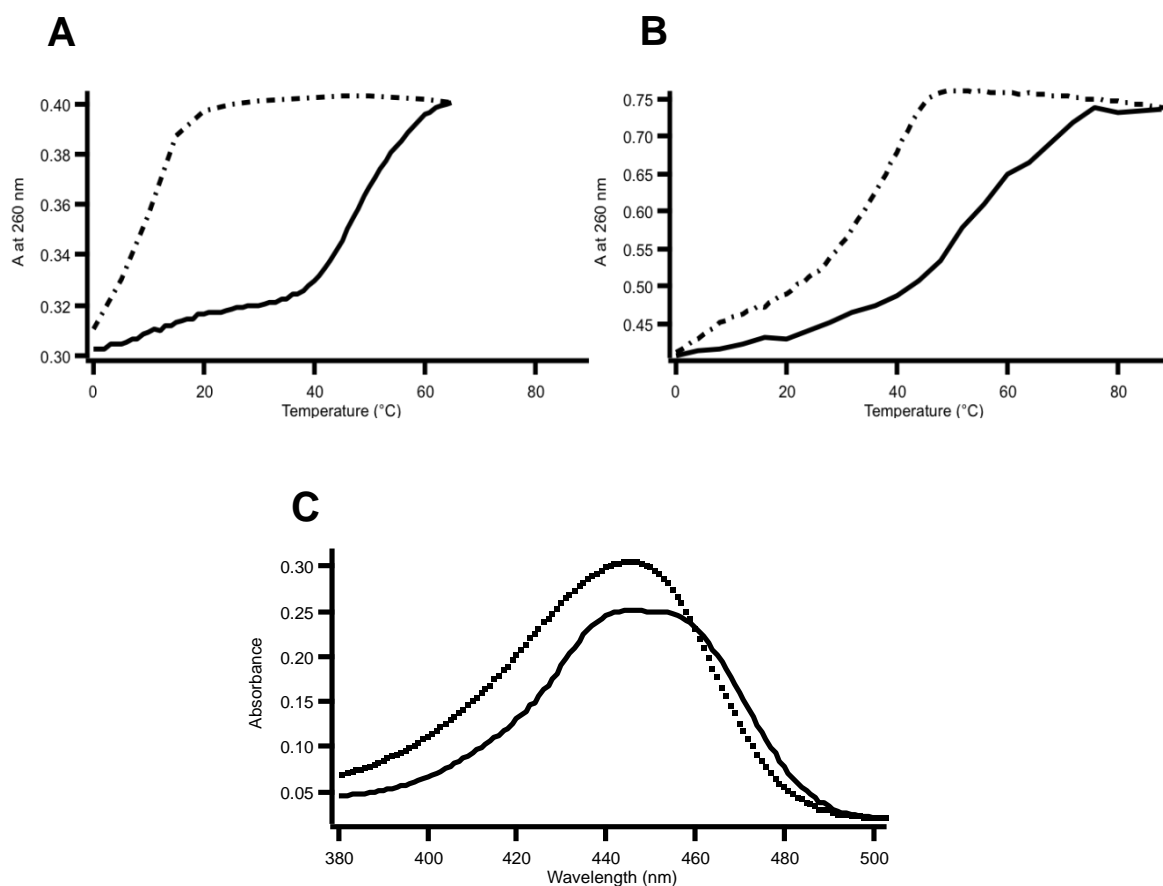 A
A at 260 nm
0.40
0.38
0.36
0.34
0.32
0.30
0 20 40 60 80
Temperature (°C)
B
A at 260 nm
0.75
0.70
0.65
0.60
0.55
0.50
0.45
0 20 40 60 80
Temperature (°C)
C
Absorbance
0.30
0.25
0.20
0.15
0.10
0.05
380 400 420 440 460 480 500
Wavelength (nm)